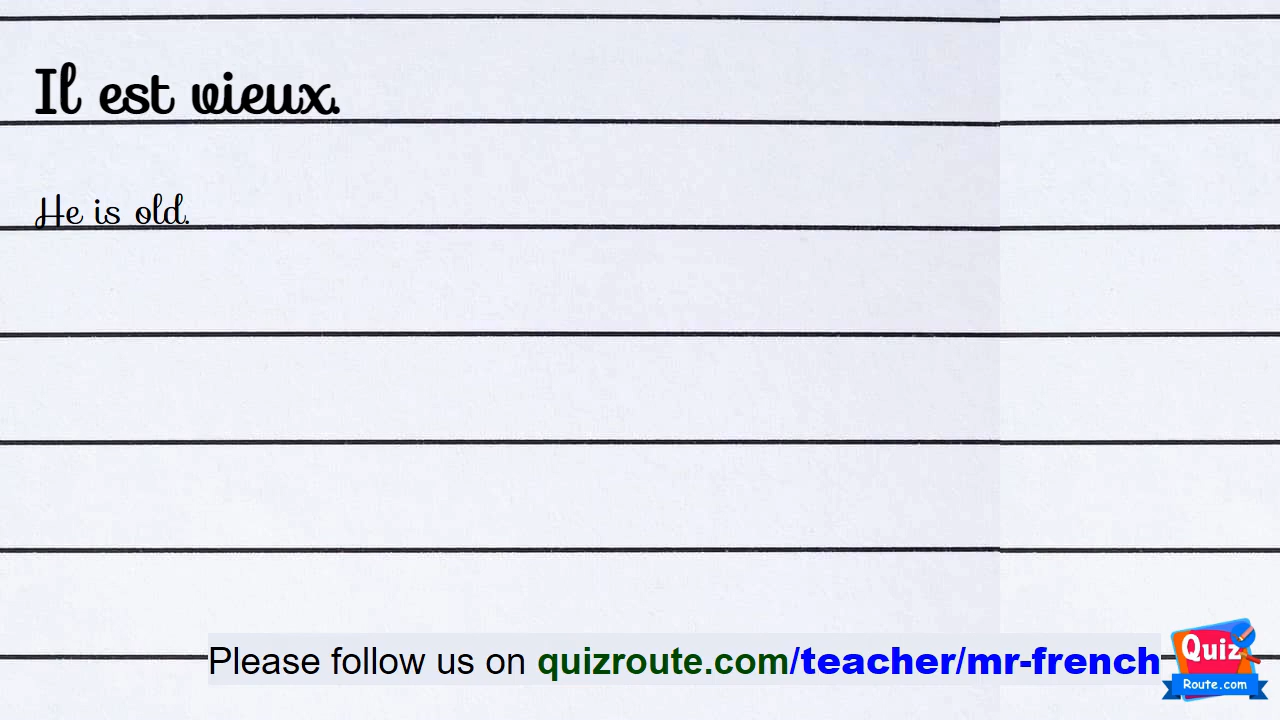 Il est vieux.
He is old.
Please follow us on quizroute.com/teacher/mr-french
Quiz
Route.com